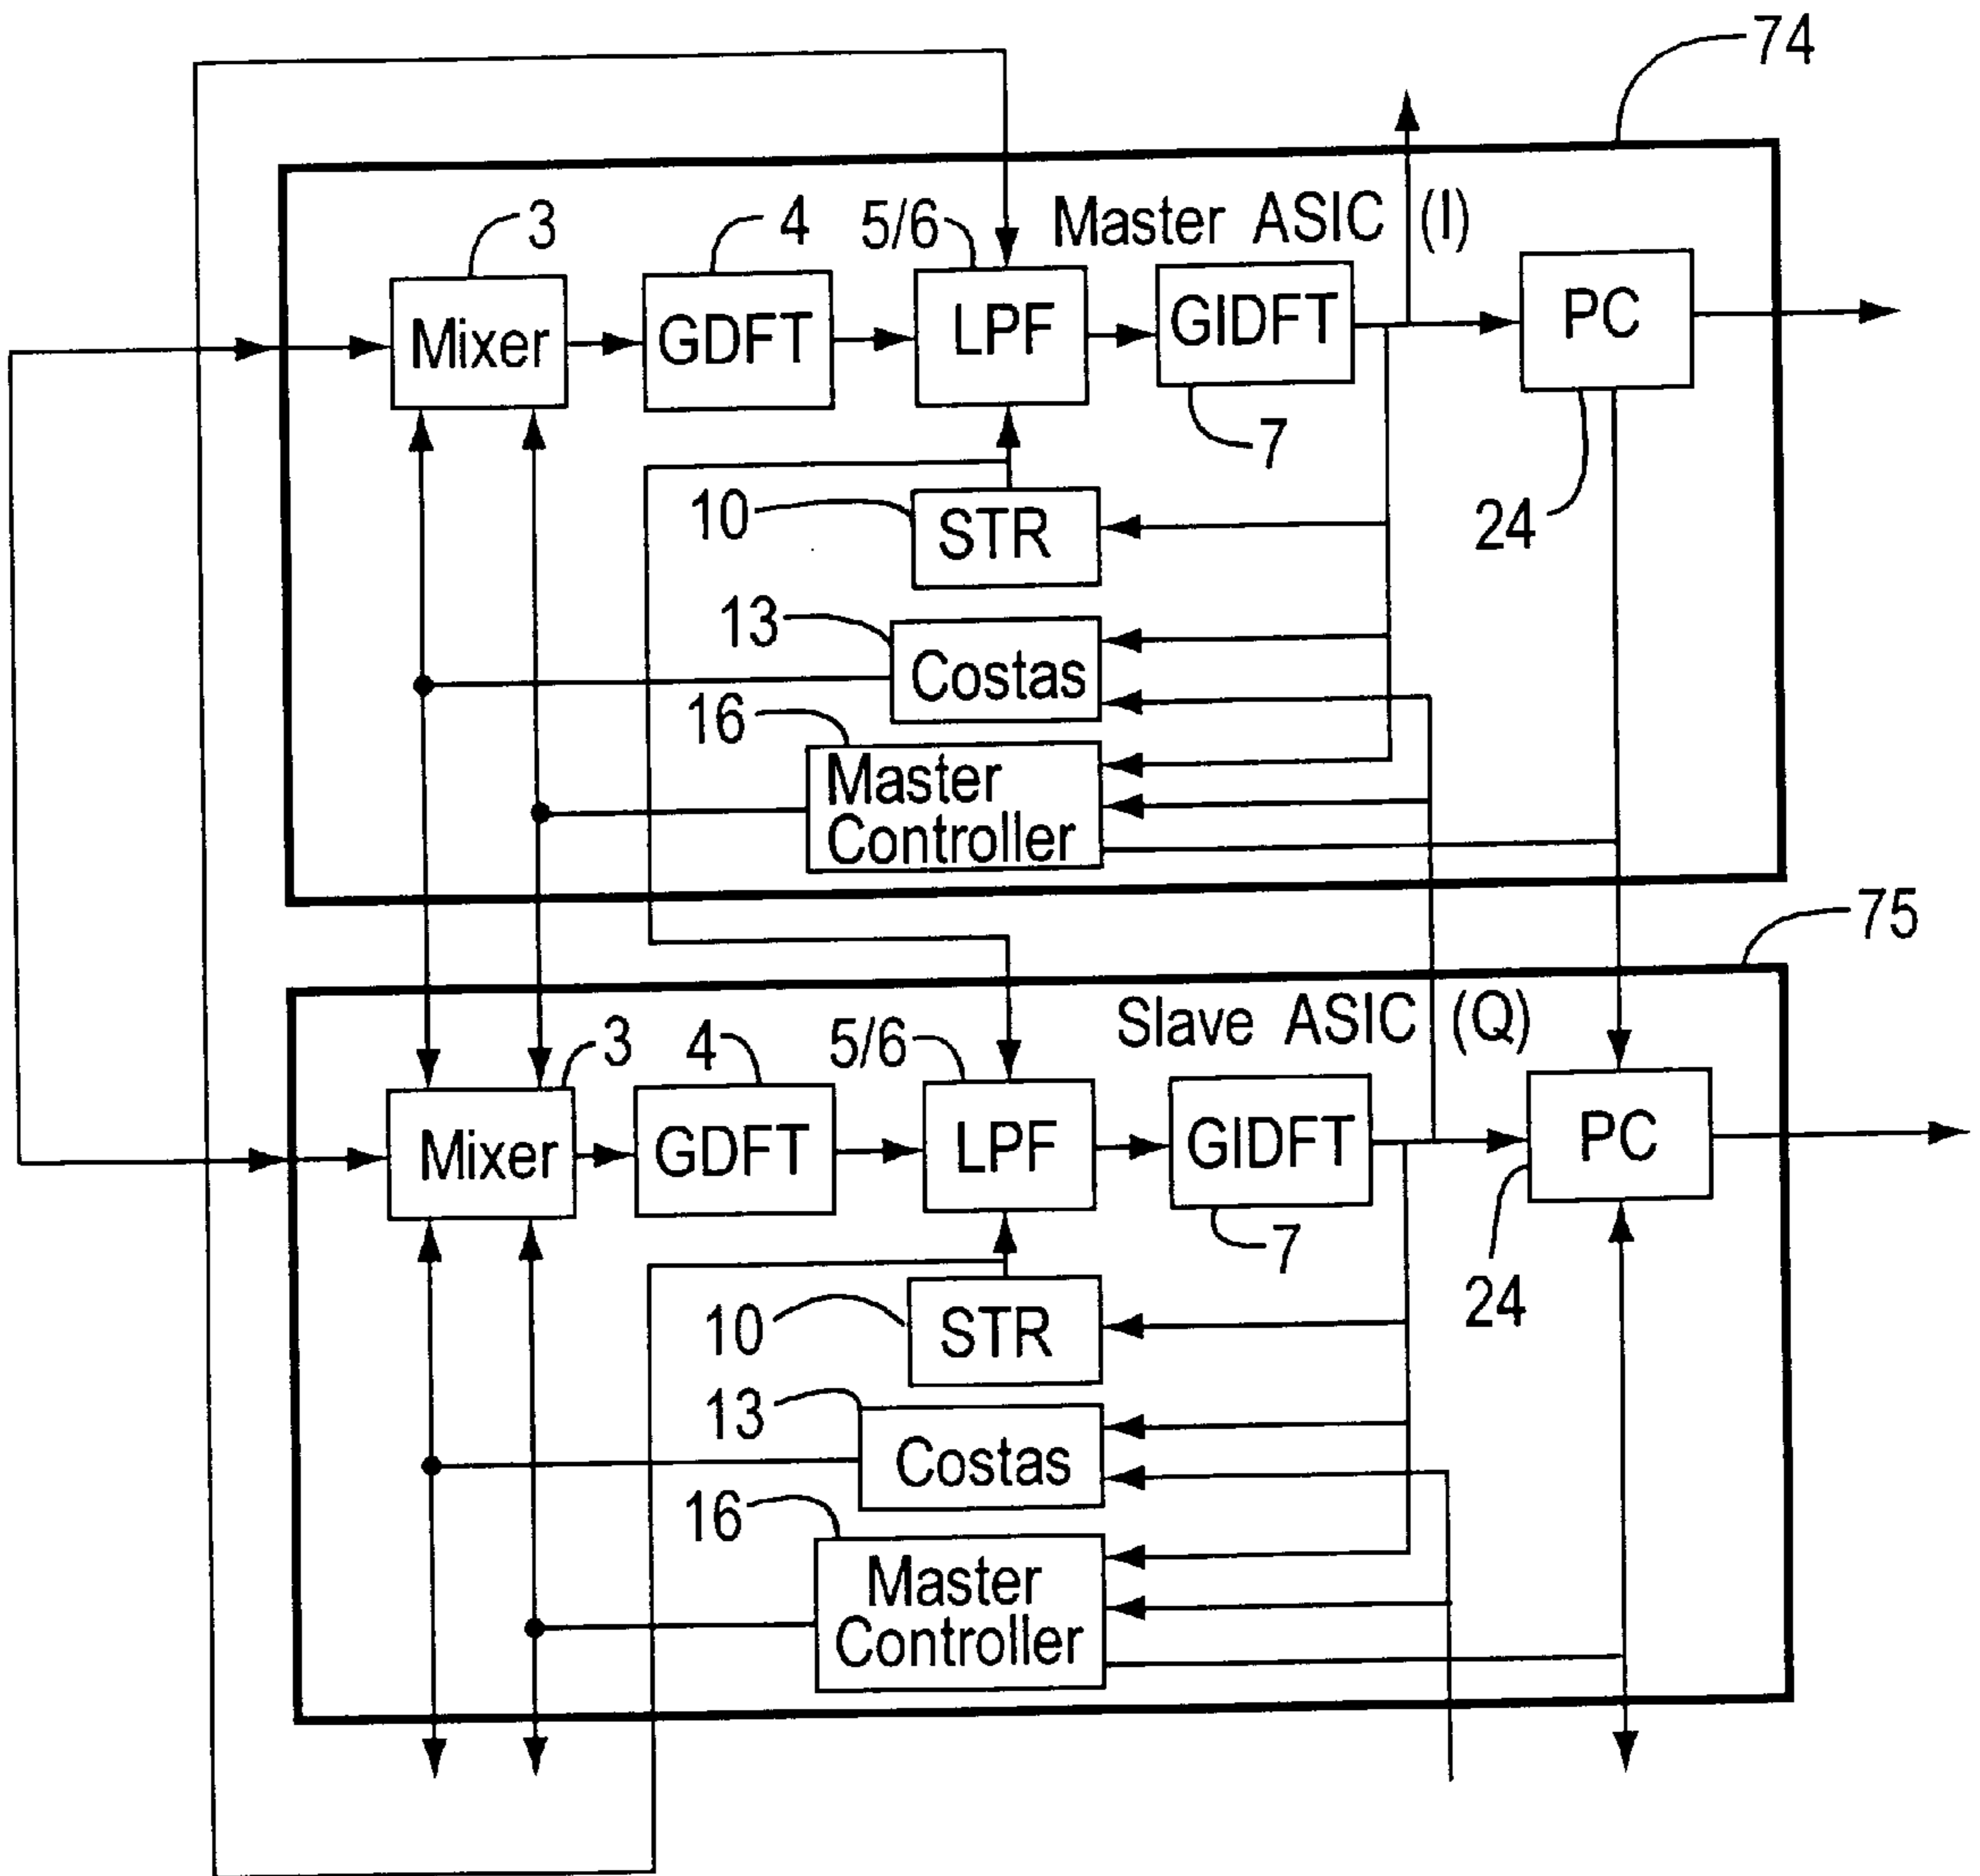 74
Master ASIC (I)
3
4
5/6
Mixer
GDFT
LPF
GIDFT
PC
7
10
STR
24
13
Costas
16
Master
Controller
75
Slave ASIC (Q)
3
4
5/6
Mixer
GDFT
LPF
GIDFT
PC
7
10
STR
24
13
Costas
16
Master
Controller